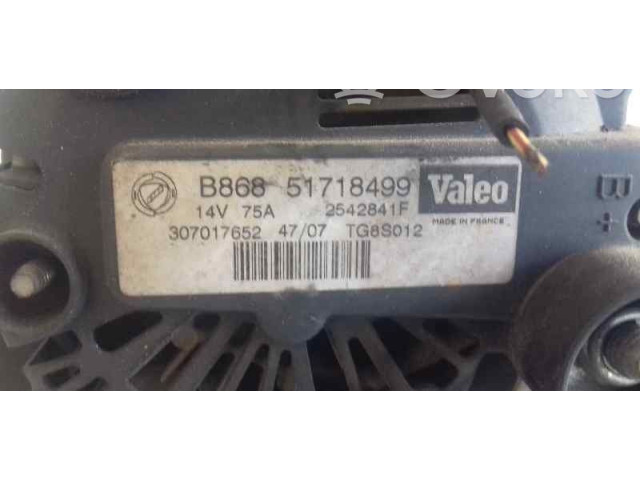 B868 51718499 Valeo
14V 75A 2542841F MADE IN FRANCE
307017652 47/07 TG8S012
B+